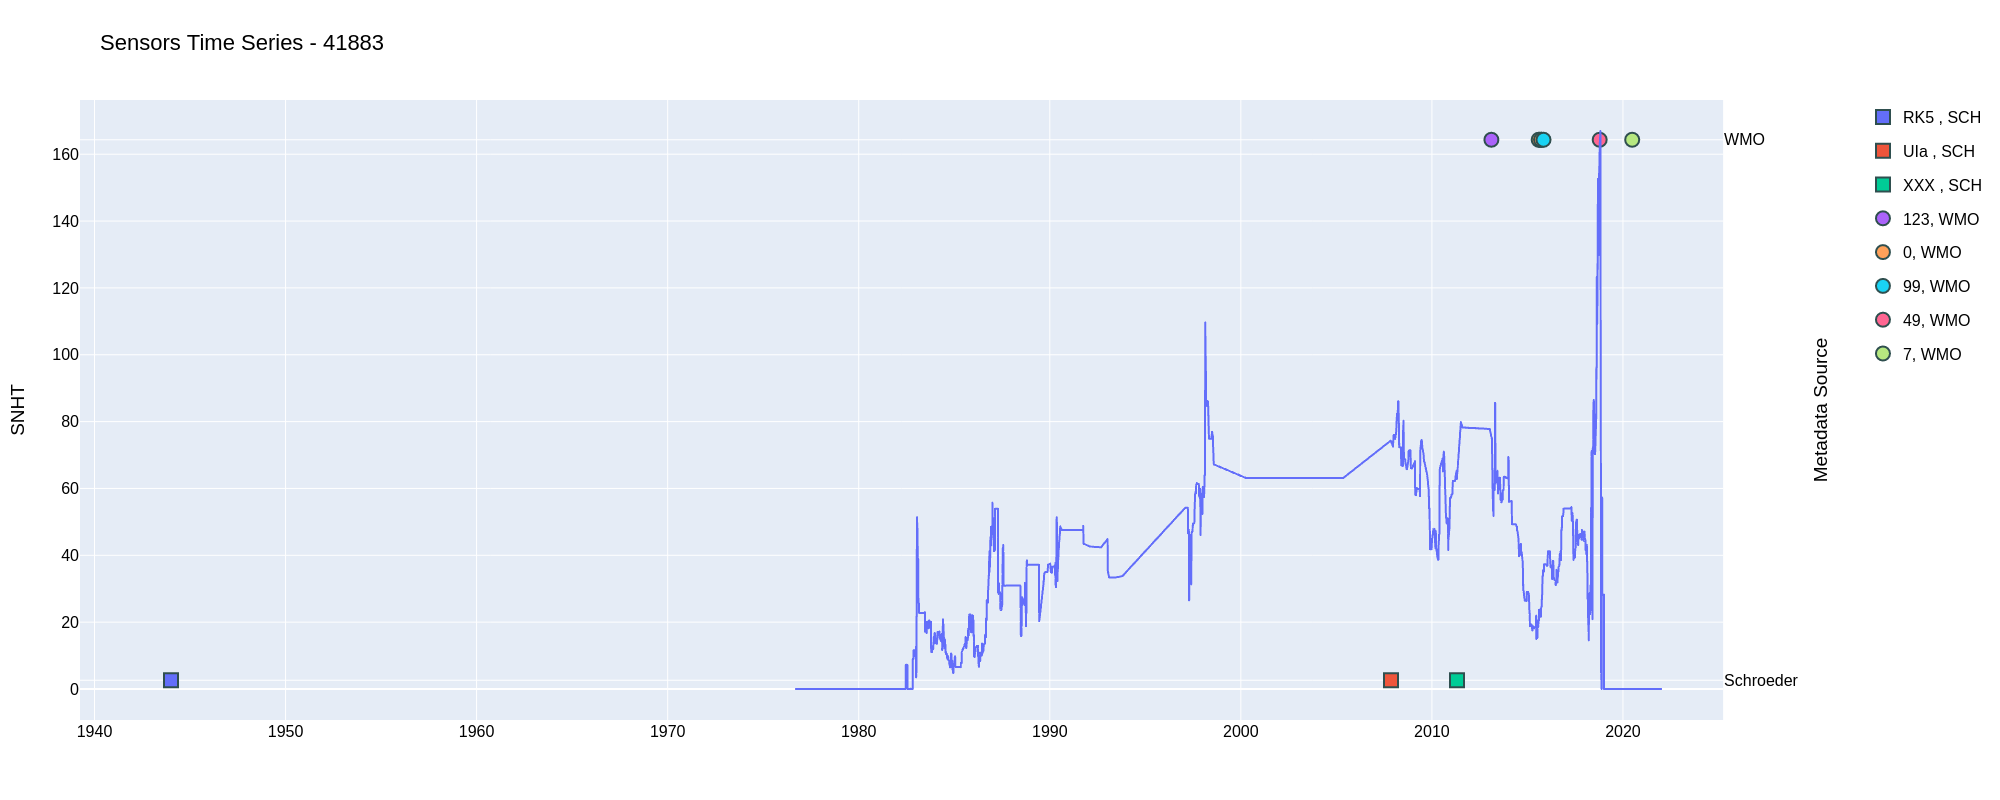 Sensors Time Series - 41883
SNHT
160
140
120
100
80
60
40
20
0
1940
1950
1960
1970
1980
1990
2000
2010
2020
WMO
Schroeder
Metadata Source
RK5 , SCH
UIa , SCH
XXX , SCH
123, WMO
0, WMO
99, WMO
49, WMO
7, WMO